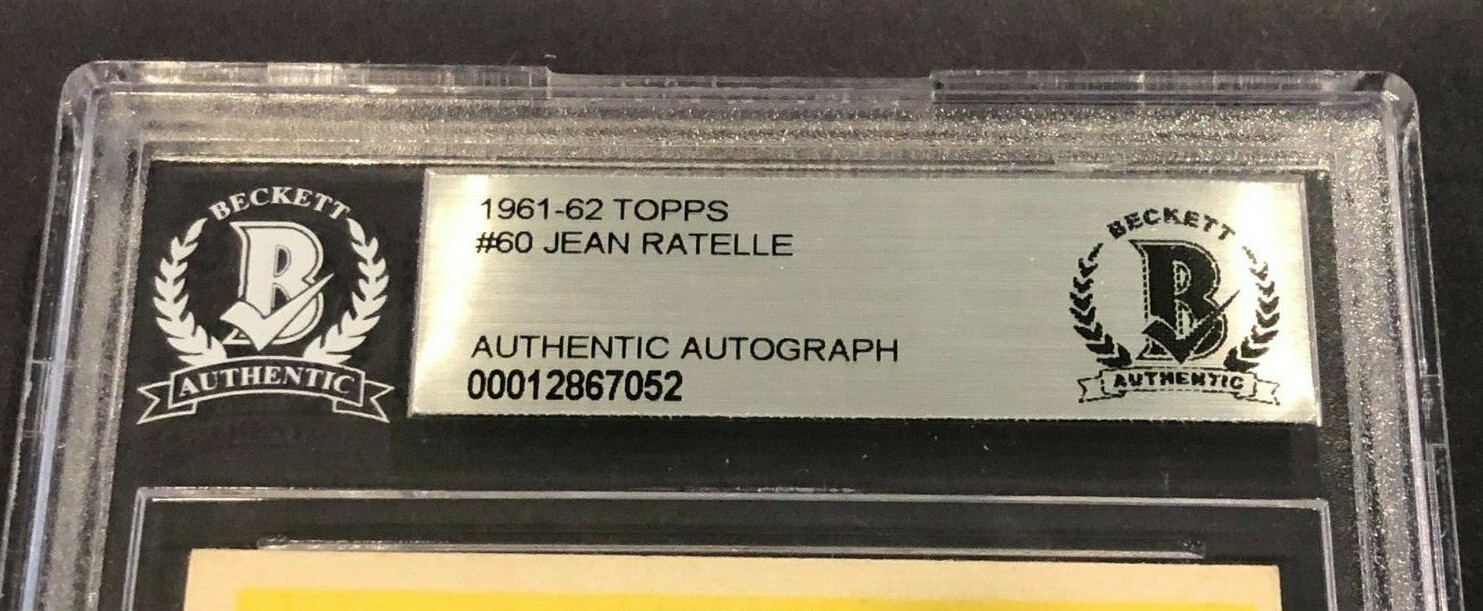 BECKETT
B
AUTHENTIC
1961-62 TOPPS
#60 JEAN RATELLE
AUTHENTIC AUTOGRAPH
00012867052
BECKETT
B
AUTHENTIC